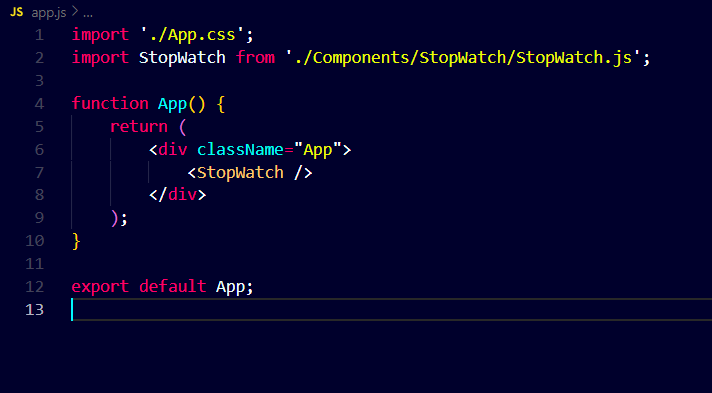 JS app.js > ...
1 import './App.css';
2 import StopWatch from './Components/StopWatch/StopWatch.js';
3
4 function App() {
5     return (
6         <div className="App">
7             <StopWatch />
8         </div>
9     );
10 }
11
12 export default App;
13